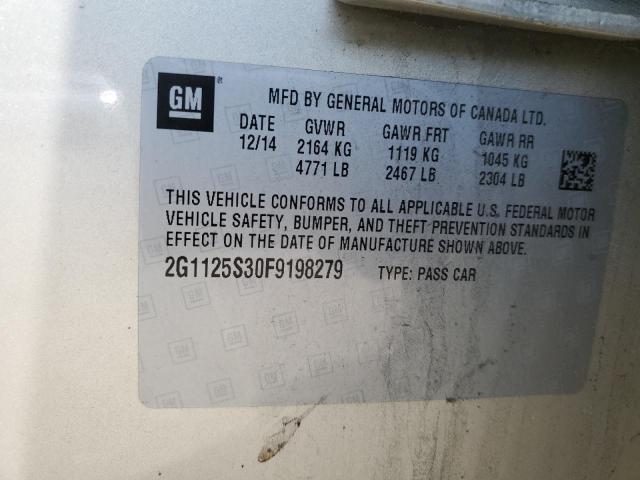 GM ®
MFD BY GENERAL MOTORS OF CANADA LTD.
DATE GVWR GAWR FRT GAWR RR
12/14 2164 KG 1119 KG 1045 KG
4771 LB 2467 LB 2304 LB
THIS VEHICLE CONFORMS TO ALL APPLICABLE U.S. FEDERAL MOTOR
VEHICLE SAFETY, BUMPER, AND THEFT PREVENTION STANDARDS IN
EFFECT ON THE DATE OF MANUFACTURE SHOWN ABOVE.
2G1125S30F9198279 TYPE: PASS CAR